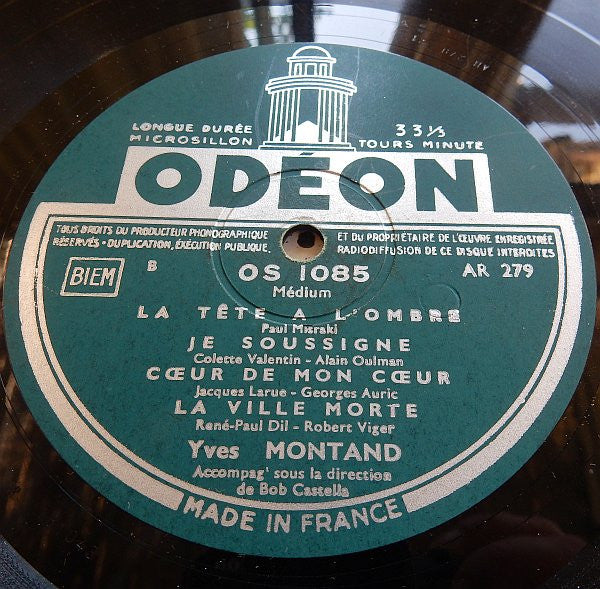 LONGUE DURÉE
MICROSILLON
33 1/3
TOURS MINUTE
ODÉON
TOUS DROITS DU PRODUCTEUR PHONOGRAPHIQUE
RÉSERVÉS - DUPLICATION, EXÉCUTION PUBLIQUE.
ET DU PROPRIÉTAIRE DE L'ŒUVRE ENREGISTRÉE
RADIODIFFUSION DE CE DISQUE INTERDITES
BIEM
B
OS 1085
AR 279
Médium
LA TÊTE A L'OMBRE
Paul Misraki
JE SOUSSIGNE
Colette Valentin - Alain Oulman
CŒUR DE MON CŒUR
Jacques Larue - Georges Auric
LA VILLE MORTE
René-Paul Dil - Robert Viger
Yves MONTAND
Accompag' sous la direction
de Bob Castella
MADE IN FRANCE